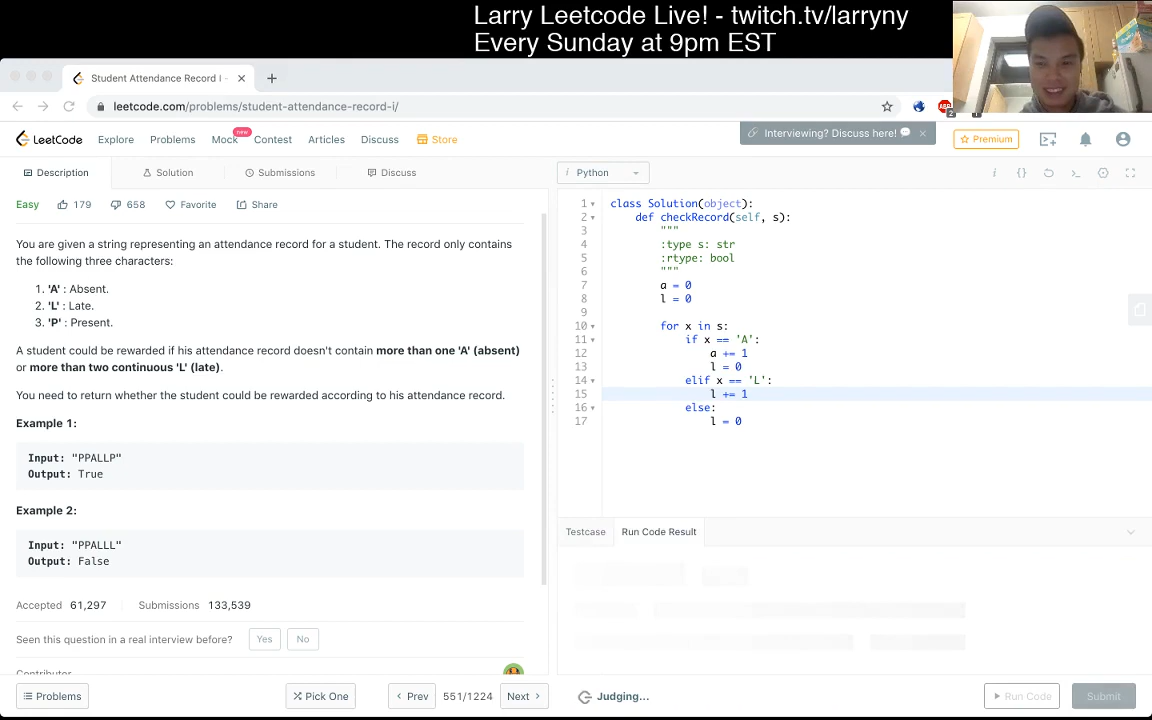 Larry Leetcode Live! - twitch.tv/larryny
Every Sunday at 9pm EST
Student Attendance Record I -
leetcode.com/problems/student-attendance-record-i/
LeetCode
Explore
Problems
Mock
new
Contest
Articles
Discuss
Store
Interviewing? Discuss here!
Premium
Description
Solution
Submissions
Discuss
Python
Easy
179
658
Favorite
Share
You are given a string representing an attendance record for a student. The record only contains
the following three characters:
1. 'A' : Absent.
2. 'L' : Late.
3. 'P' : Present.
A student could be rewarded if his attendance record doesn't contain more than one 'A' (absent)
or more than two continuous 'L' (late).
You need to return whether the student could be rewarded according to his attendance record.
Example 1:
Input: "PPALLP"
Output: True
Example 2:
Input: "PPALLL"
Output: False
Accepted 61,297
Submissions 133,539
Seen this question in a real interview before?
Yes
No
Contributor
Problems
Pick One
Prev
551/1224
Next
1 class Solution(object):
2 def checkRecord(self, s):
3 """
4 :type s: str
5 :rtype: bool
6 """
7 a = 0
8 l = 0
9
10 for x in s:
11 if x == 'A':
12 a += 1
13 l = 0
14 elif x == 'L':
15 l += 1
16 else:
17 l = 0
Testcase
Run Code Result
Judging...
Run Code
Submit